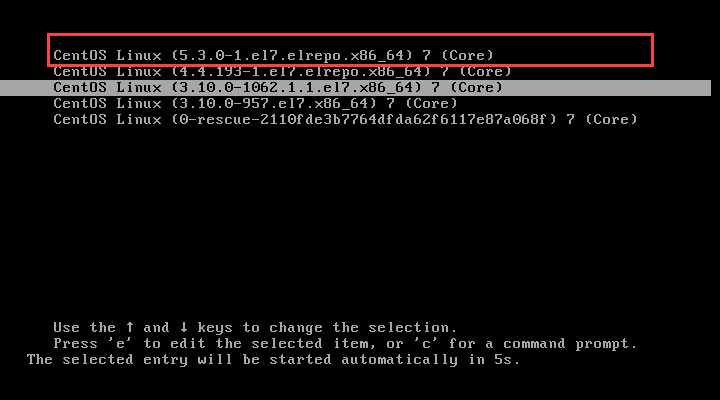 CentOS Linux (5.3.0-1.el7.elrepo.x86_64) 7 (Core)
CentOS Linux (4.4.193-1.el7.elrepo.x86_64) 7 (Core)
CentOS Linux (3.10.0-1062.1.1.el7.x86_64) 7 (Core)
CentOS Linux (3.10.0-957.el7.x86_64) 7 (Core)
CentOS Linux (0-rescue-2110fde3b7764dfda62f6117e87a068f) 7 (Core)
Use the ↑ and ↓ keys to change the selection.
Press 'e' to edit the selected item, or 'c' for a command prompt.
The selected entry will be started automatically in 5s.